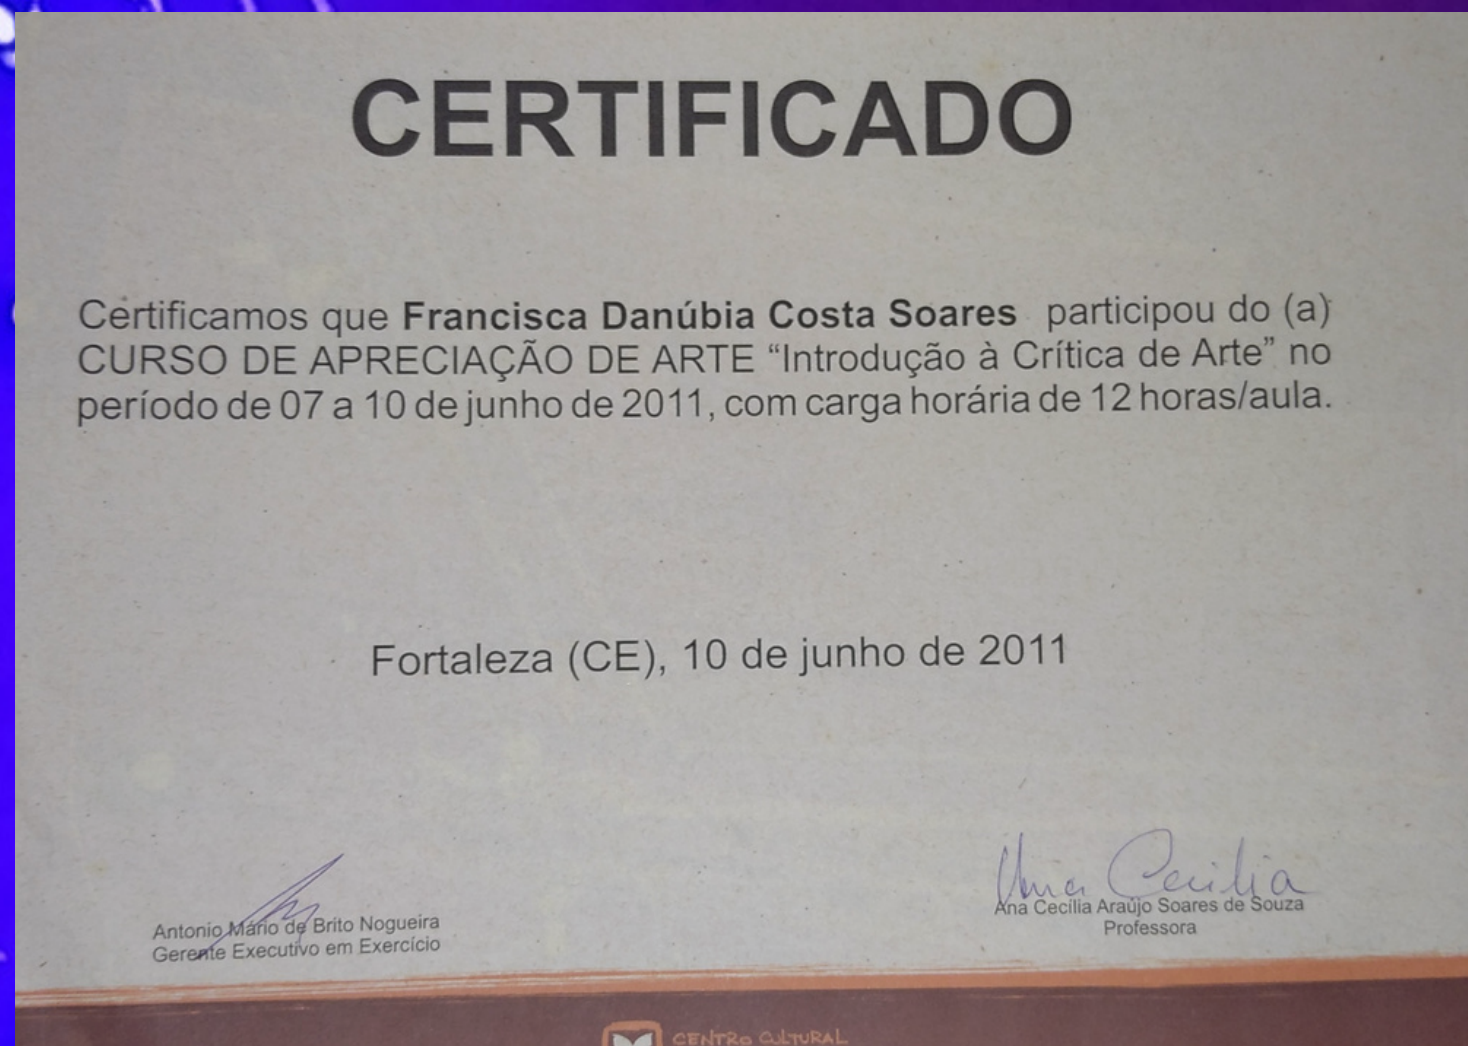 CERTIFICADO
Certificamos que Francisca Danúbia Costa Soares participou do (a)
CURSO DE APRECIAÇÃO DE ARTE “Introdução à Crítica de Arte” no
período de 07 a 10 de junho de 2011, com carga horária de 12 horas/aula.
Fortaleza (CE), 10 de junho de 2011
Ana Cecilia
Antonio Mário de Brito Nogueira
Gerente Executivo em Exercício
Ana Cecília Araújo Soares de Souza
Professora
CENTRO CULTURAL